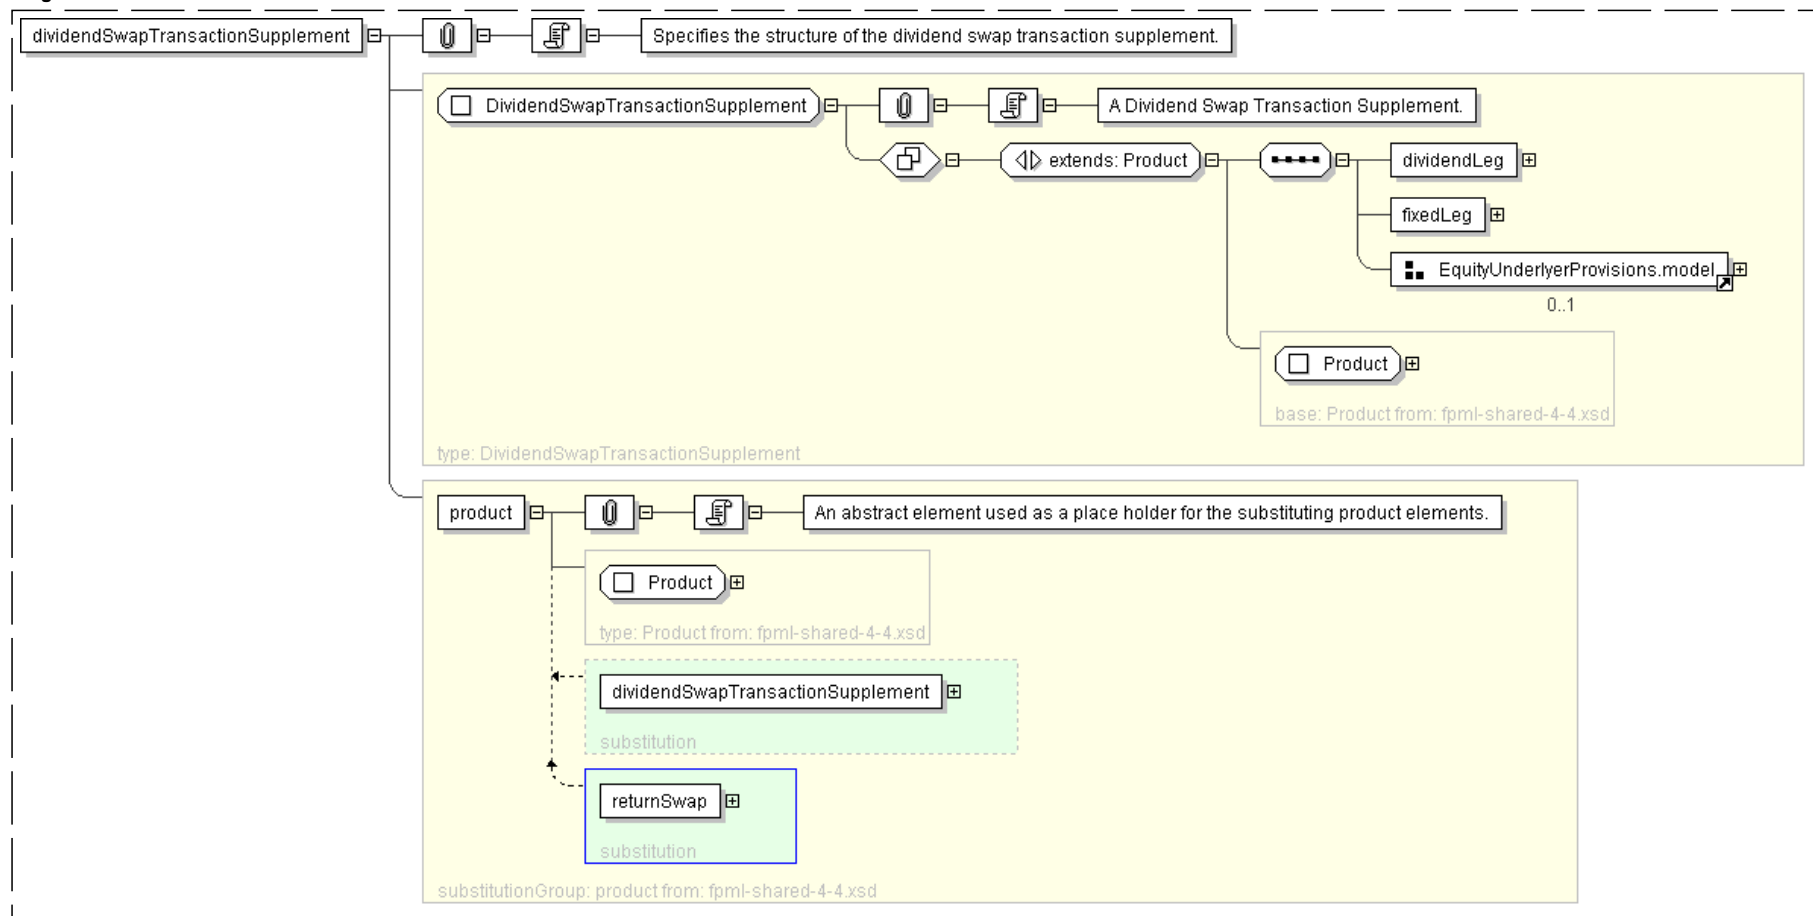 dividendSwapTransactionSupplement
Specifies the structure of the dividend swap transaction supplement.
DividendSwapTransactionSupplement
A Dividend Swap Transaction Supplement.
extends: Product
dividendLeg
fixedLeg
EquityUnderlyerProvisions.model
0..1
Product
base: Product from: fpml-shared-4-4.xsd
type: DividendSwapTransactionSupplement
product
An abstract element used as a place holder for the substituting product elements.
Product
type: Product from: fpml-shared-4-4.xsd
dividendSwapTransactionSupplement
substitution
returnSwap
substitution
substitutionGroup: product from: fpml-shared-4-4.xsd